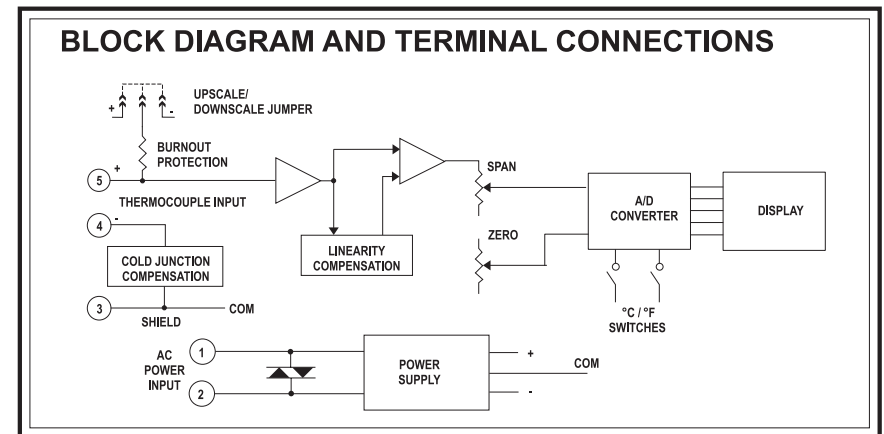 BLOCK DIAGRAM AND TERMINAL CONNECTIONS
UPSCALE/
DOWNSCALE JUMPER
+
-
BURNOUT
PROTECTION
5
+
THERMOCOUPLE INPUT
4
-
COLD JUNCTION
COMPENSATION
3
SHIELD
COM
LINEARITY
COMPENSATION
SPAN
ZERO
A/D
CONVERTER
DISPLAY
°C / °F
SWITCHES
AC
POWER
INPUT
1
2
POWER
SUPPLY
+
COM
-